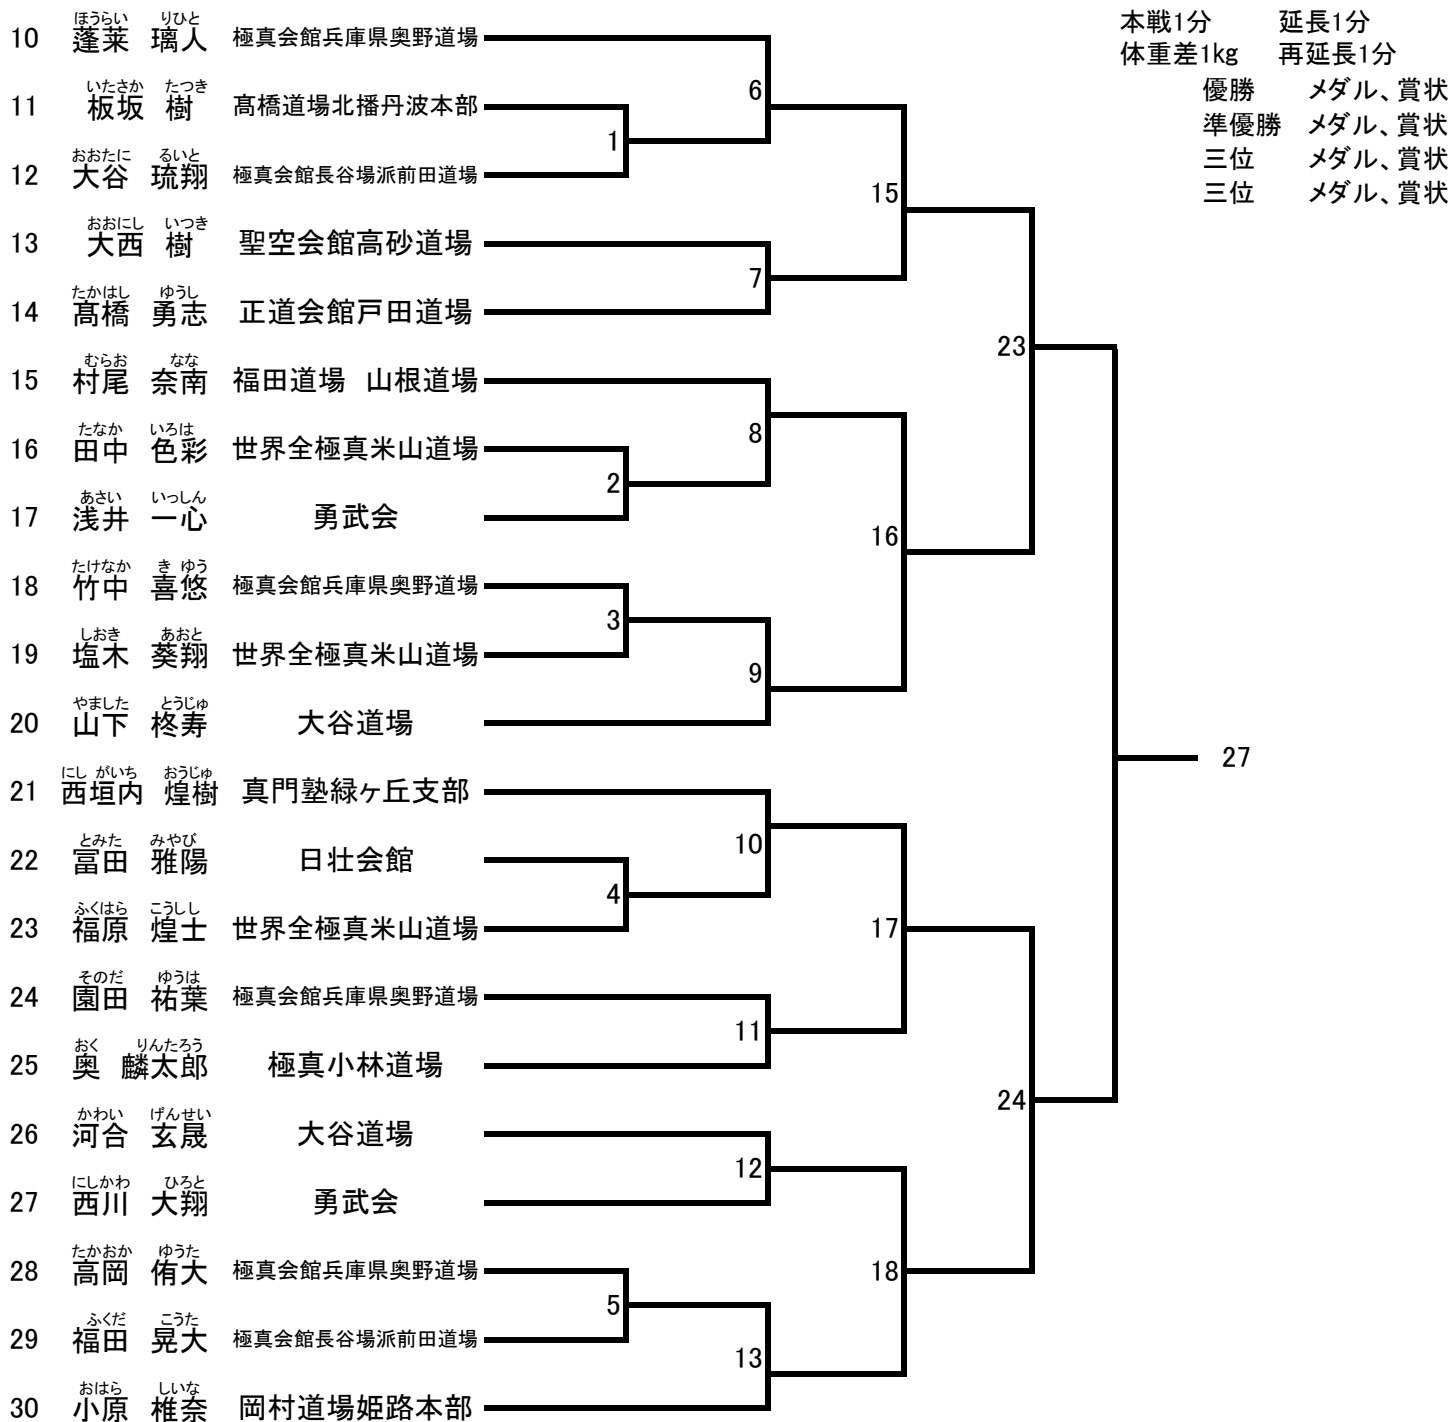 本戦1分 延長1分
体重差1kg 再延長1分
優勝 メダル、賞状
準優勝 メダル、賞状
三位 メダル、賞状
三位 メダル、賞状
ほうらい りひと
10 蓬莱 璃人 極真会館兵庫県奥野道場
いたさか たつき
11 板坂 樹 髙橋道場北播丹波本部
おおたに るいと
12 大谷 琉翔 極真会館長谷場派前田道場
おおにし いつき
13 大西 樹 聖空会館高砂道場
たかはし ゆうし
14 髙橋 勇志 正道会館戸田道場
むらお なな
15 村尾 奈南 福田道場 山根道場
たなか いろは
16 田中 色彩 世界全極真米山道場
あさい いっしん
17 浅井 一心 勇武会
たけなか き ゆう
18 竹中 喜悠 極真会館兵庫県奥野道場
しおき あおと
19 塩木 葵翔 世界全極真米山道場
やました とうじゅ
20 山下 柊寿 大谷道場
にし がいち おうじゅ
21 西垣内 煌樹 真門塾緑ヶ丘支部
とみた みやび
22 冨田 雅陽 日壮会館
ふくはら こうしし
23 福原 煌士 世界全極真米山道場
そのだ ゆうは
24 園田 祐葉 極真会館兵庫県奥野道場
おく りんたろう
25 奥 麟太郎 極真小林道場
かわい げんせい
26 河合 玄晟 大谷道場
にしかわ ひろと
27 西川 大翔 勇武会
たかおか ゆうた
28 高岡 侑大 極真会館兵庫県奥野道場
ふくだ こうた
29 福田 晃大 極真会館長谷場派前田道場
おはら しいな
30 小原 椎奈 岡村道場姫路本部
1
2
3
4
5
6
7
8
9
10
11
12
13
15
16
17
18
23
24
27